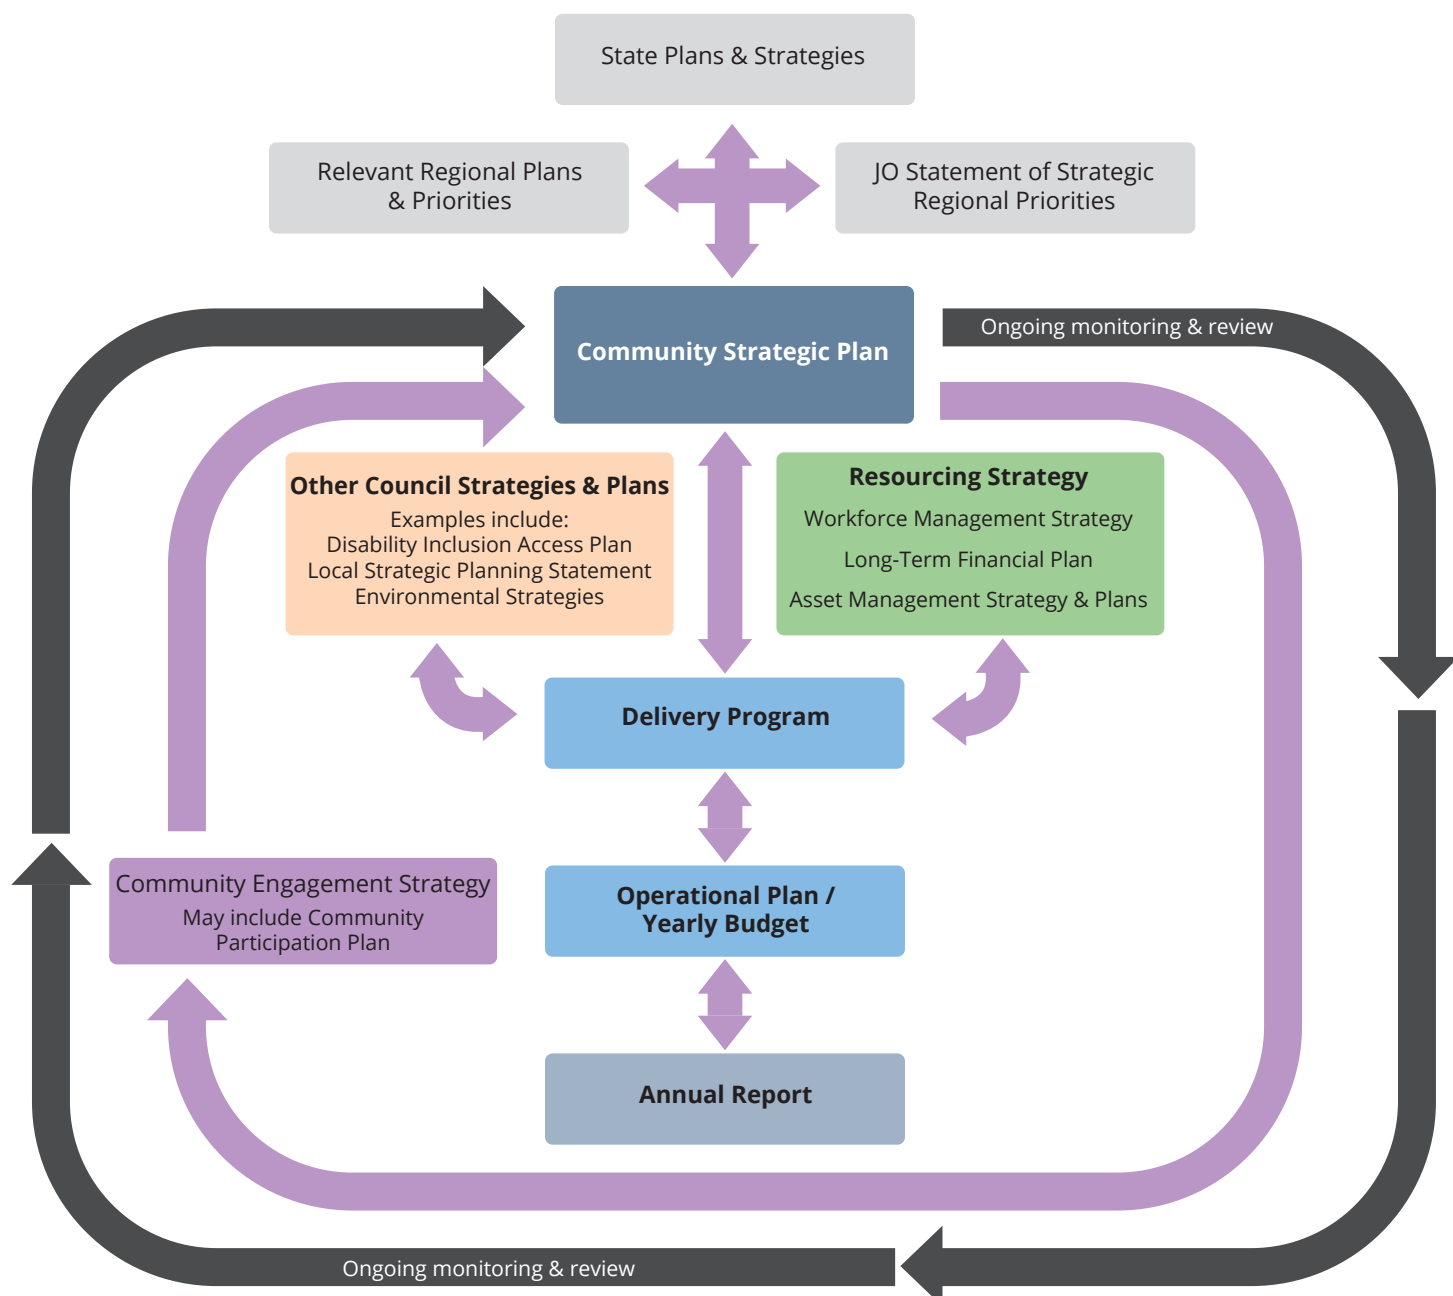 State Plans & Strategies
Relevant Regional Plans
& Priorities
JO Statement of Strategic
Regional Priorities
Community Strategic Plan
Ongoing monitoring & review
Other Council Strategies & Plans
Examples include:
Disability Inclusion Access Plan
Local Strategic Planning Statement
Environmental Strategies
Resourcing Strategy
Workforce Management Strategy
Long-Term Financial Plan
Asset Management Strategy & Plans
Delivery Program
Community Engagement Strategy
May include Community
Participation Plan
Operational Plan /
Yearly Budget
Annual Report
Ongoing monitoring & review